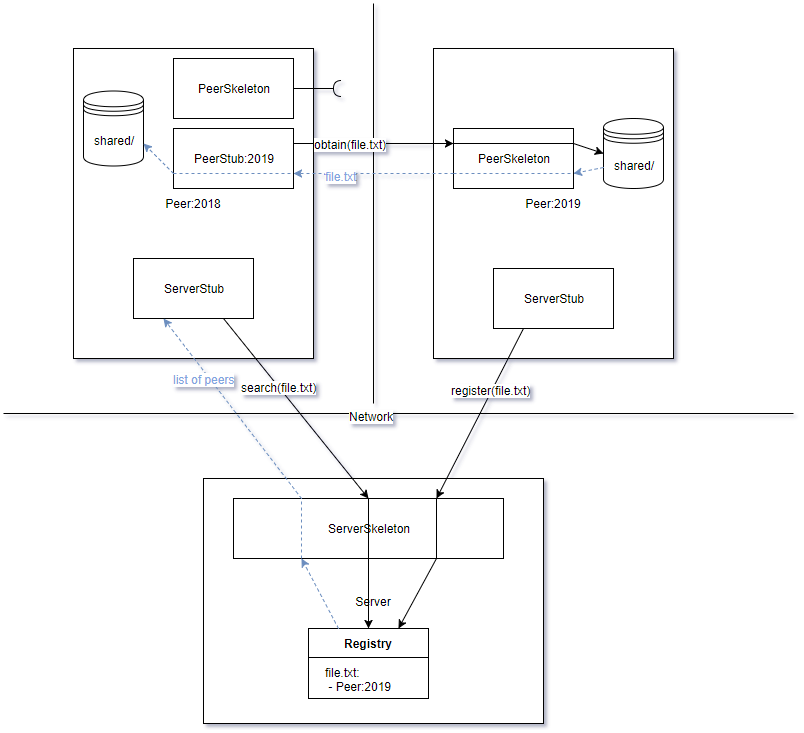 PeerSkeleton
shared/
PeerStub:2019
obtain(file.txt)
PeerSkeleton
shared/
file.txt
Peer:2018
Peer:2019
ServerStub
ServerStub
list of peers
search(file.txt)
register(file.txt)
Network
ServerSkeleton
Server
Registry
file.txt:
- Peer:2019